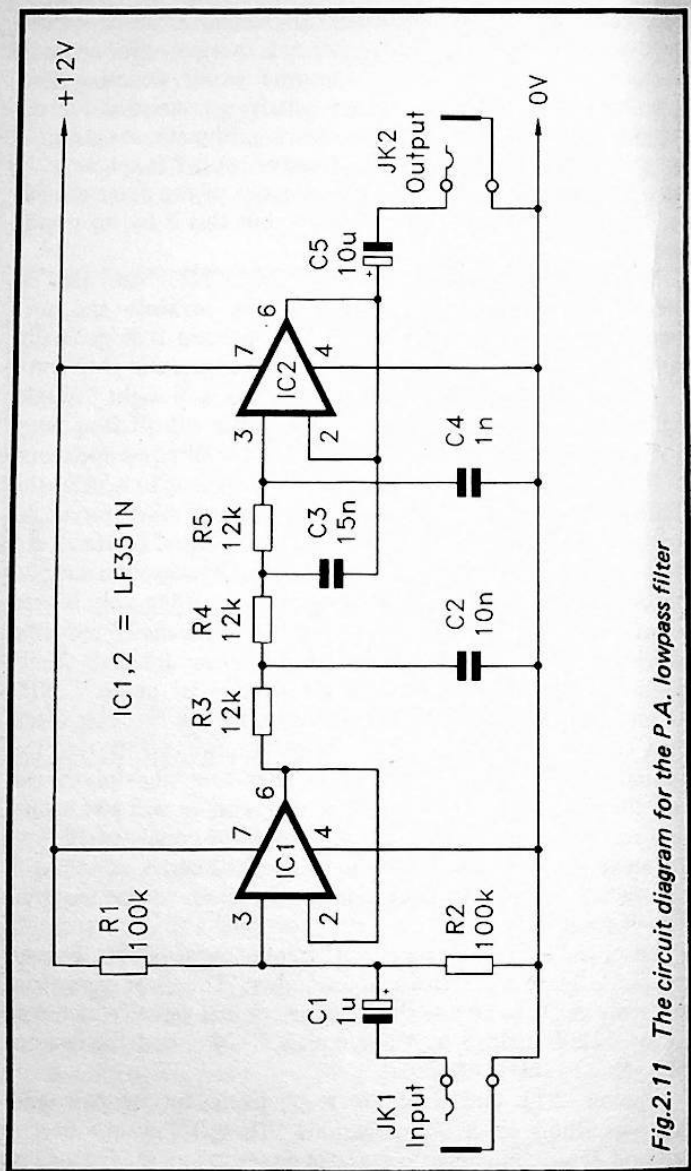 +12V
IC1,2 = LF351N
R1
100k
R3
12k
R4
12k
R5
12k
JK1
Input
C1
1u
+
3
2
7
6
4
IC1
R2
100k
C2
10n
C3
15n
C4
1n
3
2
7
6
4
IC2
C5
10u
+
JK2
Output
0V
Fig.2.11 The circuit diagram for the P.A. lowpass filter